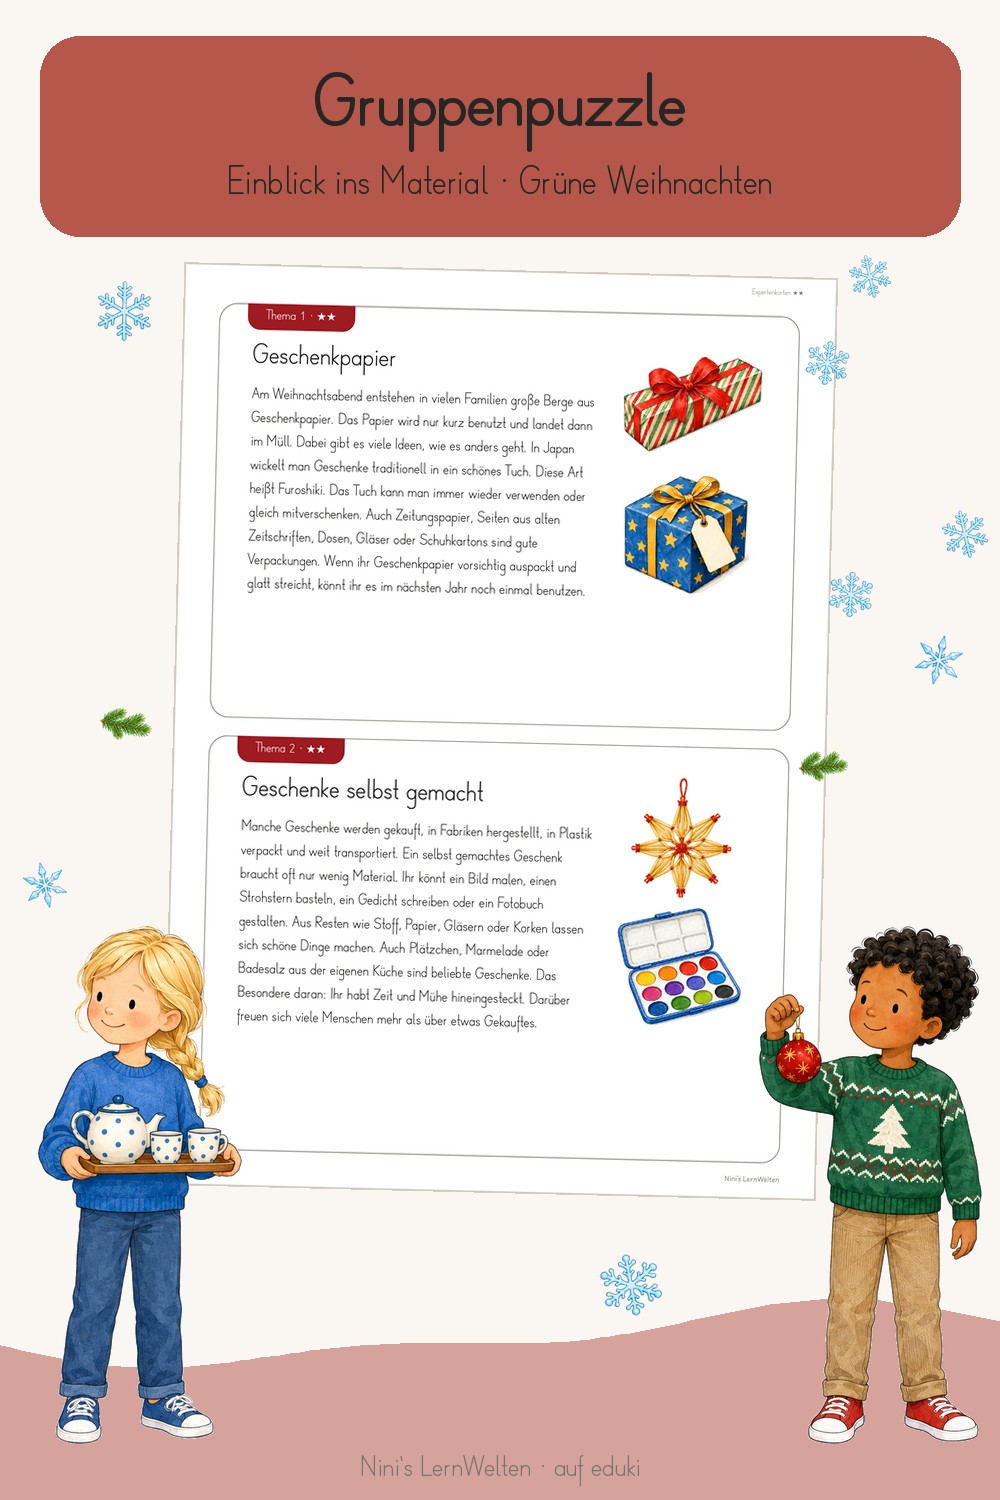 Gruppenpuzzle
Einblick ins Material · Grüne Weihnachten
Expertenkarten ★★
Thema 1 · ★★
Geschenkpapier
Am Weihnachtsabend entstehen in vielen Familien große Berge aus
Geschenkpapier. Das Papier wird nur kurz benutzt und landet dann
im Müll. Dabei gibt es viele Ideen, wie es anders geht. In Japan
wickelt man Geschenke traditionell in ein schönes Tuch. Diese Art
heißt Furoshiki. Das Tuch kann man immer wieder verwenden oder
gleich mitverschenken. Auch Zeitungspapier, Seiten aus alten
Zeitschriften, Dosen, Gläser oder Schuhkartons sind gute
Verpackungen. Wenn ihr Geschenkpapier vorsichtig auspackt und
glatt streicht, könnt ihr es im nächsten Jahr noch einmal benutzen.
Thema 2 · ★★
Geschenke selbst gemacht
Manche Geschenke werden gekauft, in Fabriken hergestellt, in Plastik
verpackt und weit transportiert. Ein selbst gemachtes Geschenk
braucht oft nur wenig Material. Ihr könnt ein Bild malen, einen
Strohstern basteln, ein Gedicht schreiben oder ein Fotobuch
gestalten. Aus Resten wie Stoff, Papier, Gläsern oder Korken lassen
sich schöne Dinge machen. Auch Plätzchen, Marmelade oder
Badesalz aus der eigenen Küche sind beliebte Geschenke. Das
Besondere daran: Ihr habt Zeit und Mühe hineingesteckt. Darüber
freuen sich viele Menschen mehr als über etwas Gekauftes.
Nini's LernWelten
Nini's LernWelten · auf eduki